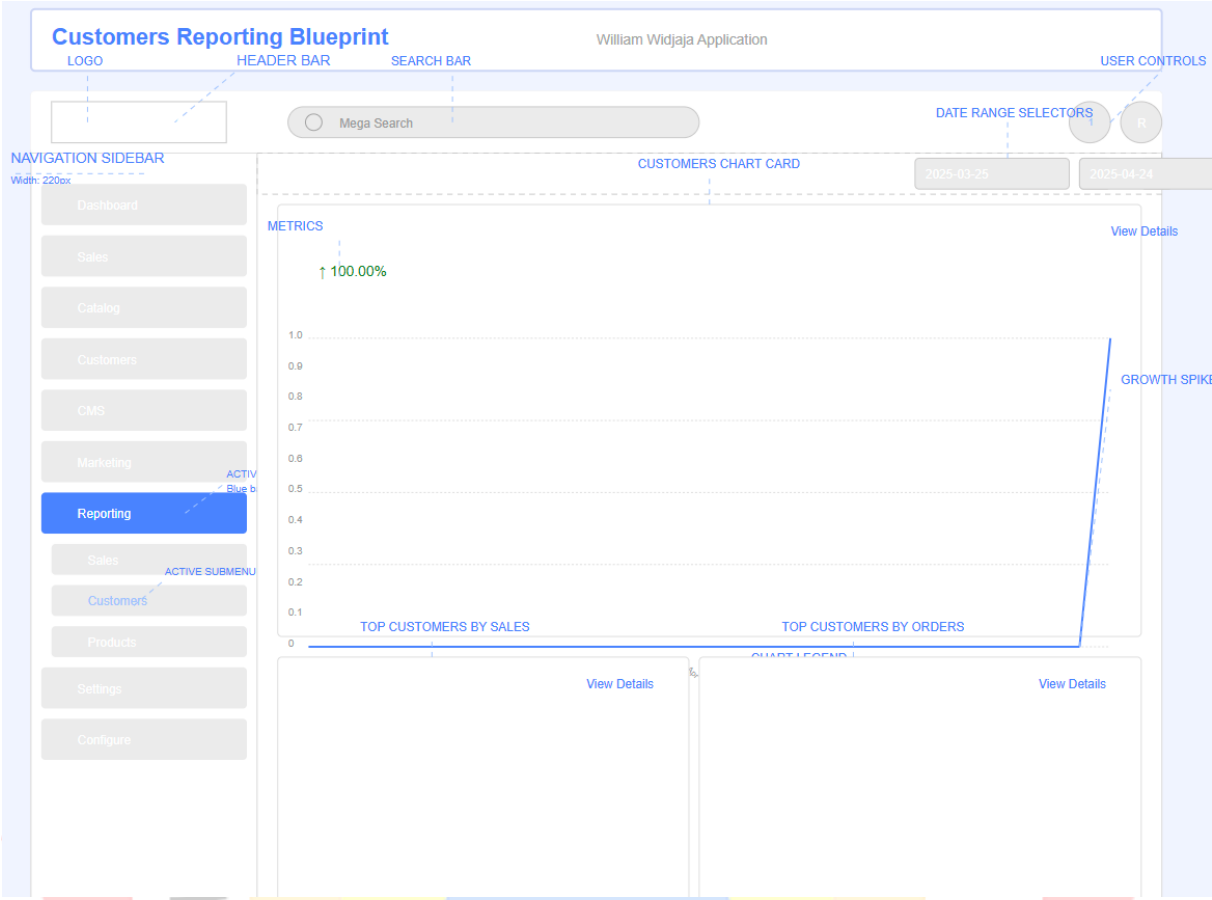 Customers Reporting Blueprint
William Widjaja Application
LOGO
HEADER BAR
SEARCH BAR
USER CONTROLS
Mega Search
DATE RANGE SELECTORS
R
NAVIGATION SIDEBAR
Width: 220px
CUSTOMERS CHART CARD
2025-03-25
2025-04-24
Dashboard
METRICS
View Details
Sales
↑ 100.00%
Catalog
1.0
Customers
0.9
GROWTH SPIKE
0.8
CMS
0.7
Marketing
0.6
ACTIV
Blue b
0.5
Reporting
0.4
0.3
Sales
ACTIVE SUBMENU
0.2
Customers
0.1
TOP CUSTOMERS BY SALES
TOP CUSTOMERS BY ORDERS
Products
0
CHART LEGEND
Settings
View Details
View Details
Configure